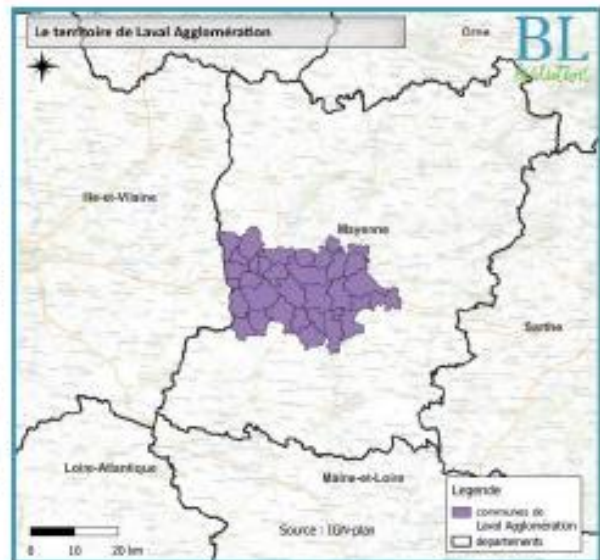 Le territoire de Laval Agglomération
Orne
BL
évolution
Ille-et-Vilaine
Mayenne
Sarthe
Loire-Atlantique
Maine-et-Loire
Legende
communes de
Laval Agglomération
departements
Source : IGN-plan
0 10 20 km